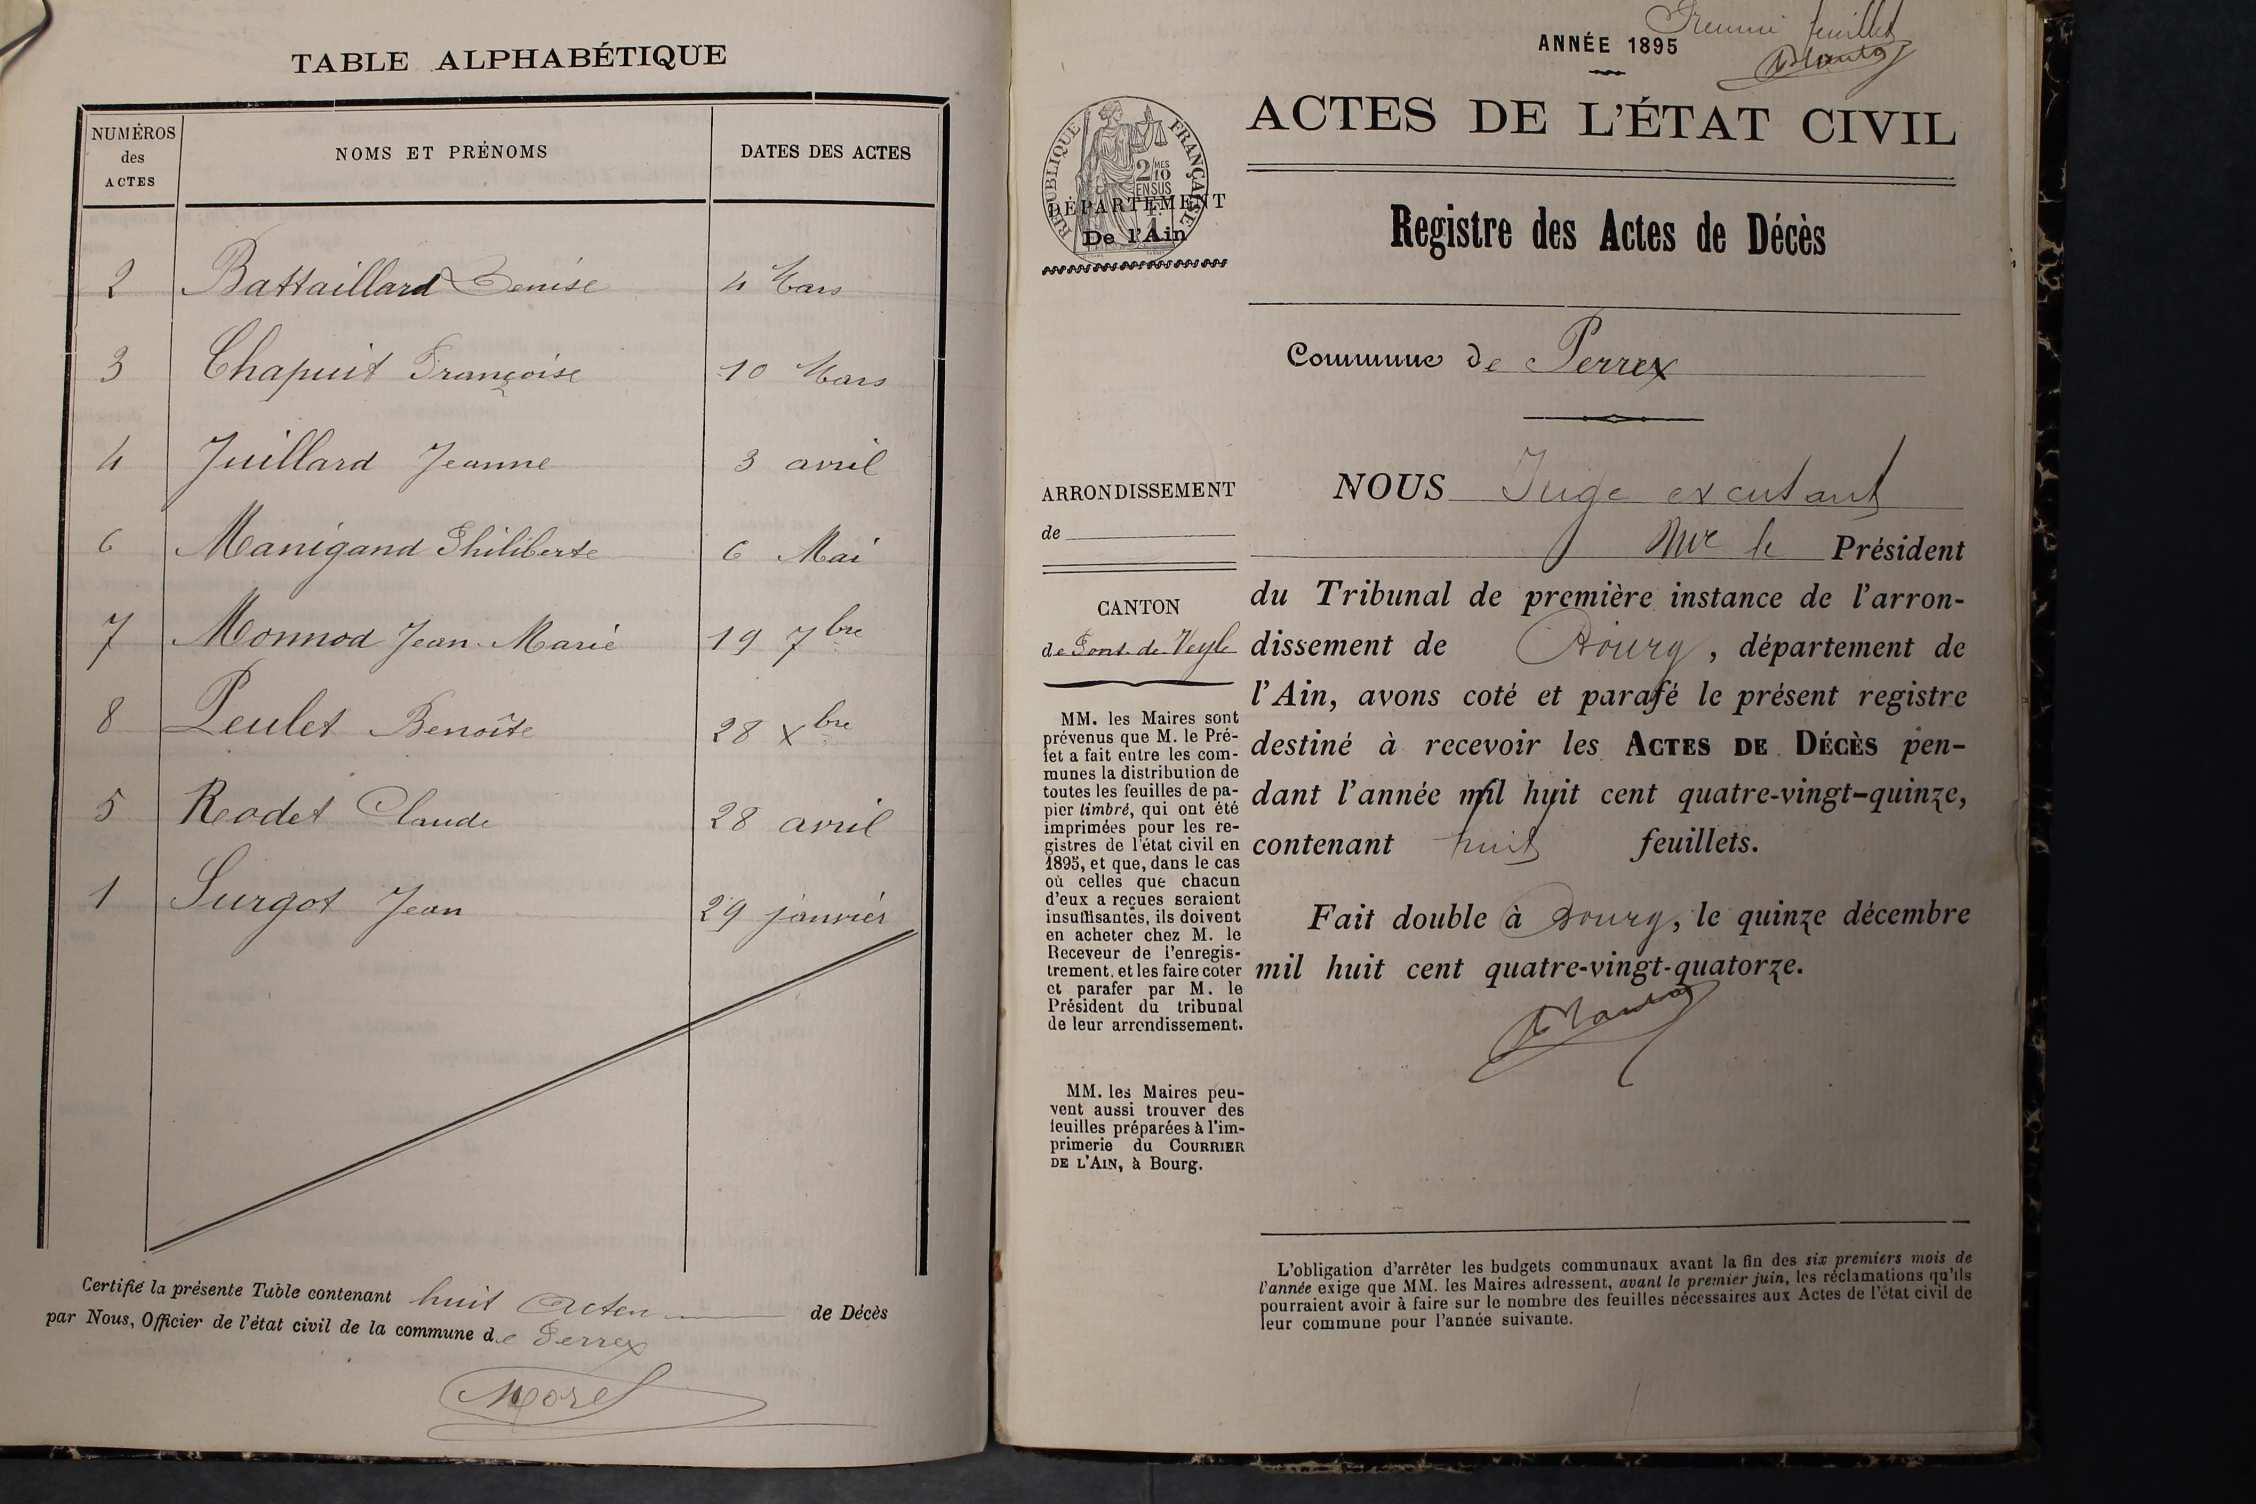 TABLE ALPHABÉTIQUE
NUMÉROS des ACTES NOMS ET PRÉNOMS DATES DES ACTES
2 Battaillard Denise 4 Mars
3 Chapuit Françoise 10 Mars
4 Juillard Jeanne 3 avril
6 Manigand Philiberte 6 Mai
7 Monnod Jean-Marie 19 7bre
8 Peulet Benoîte 28 xbre
5 Rodet Claude 28 avril
1 Surgot Jean 29 janvier
Certifié la présente Table contenant huit Actes de Décès
par Nous, Officier de l'état civil de la commune de Perrex
Morel
Premier feuillet
ANNÉE 1895
ACTES DE L'ÉTAT CIVIL
RÉPUBLIQUE FRANÇAISE
2 MES
10
EN SUS
DÉPARTEMENT
De l'Ain
Registre des Actes de Décès
Commune de Perrex
ARRONDISSEMENT
de
CANTON
de Pont-de-Veyle
MM. les Maires sont
prévenus que M. le Pré-
fet a fait entre les com-
munes la distribution de
toutes les feuilles de pa-
pier timbré, qui ont été
imprimées pour les re-
gistres de l'état civil en
1895, et que, dans le cas
où celles que chacun
d'eux a reçues seraient
insuffisantes, ils doivent
en acheter chez M. le
Receveur de l'enregis-
trement, et les faire coter
et parafer par M. le
Président du tribunal
de leur arrondissement.
MM. les Maires peu-
vent aussi trouver des
feuilles préparées à l'im-
primerie du COURRIER
DE L'AIN, à Bourg.
NOUS Juge
le Président
du Tribunal de première instance de l'arron-
dissement de Bourg, département de
l'Ain, avons coté et parafé le présent registre
destiné à recevoir les ACTES DE DÉCÈS pen-
dant l'année mil huit cent quatre-vingt-quinze,
contenant huit feuillets.
Fait double à Bourg, le quinze décembre
mil huit cent quatre-vingt-quatorze.
L'obligation d'arrêter les budgets communaux avant la fin des six premiers mois de
l'année exige que MM. les Maires adressent, avant le premier juin, les réclamations qu'ils
pourraient avoir à faire sur le nombre des feuilles nécessaires aux Actes de l'état civil de
leur commune pour l'année suivante.